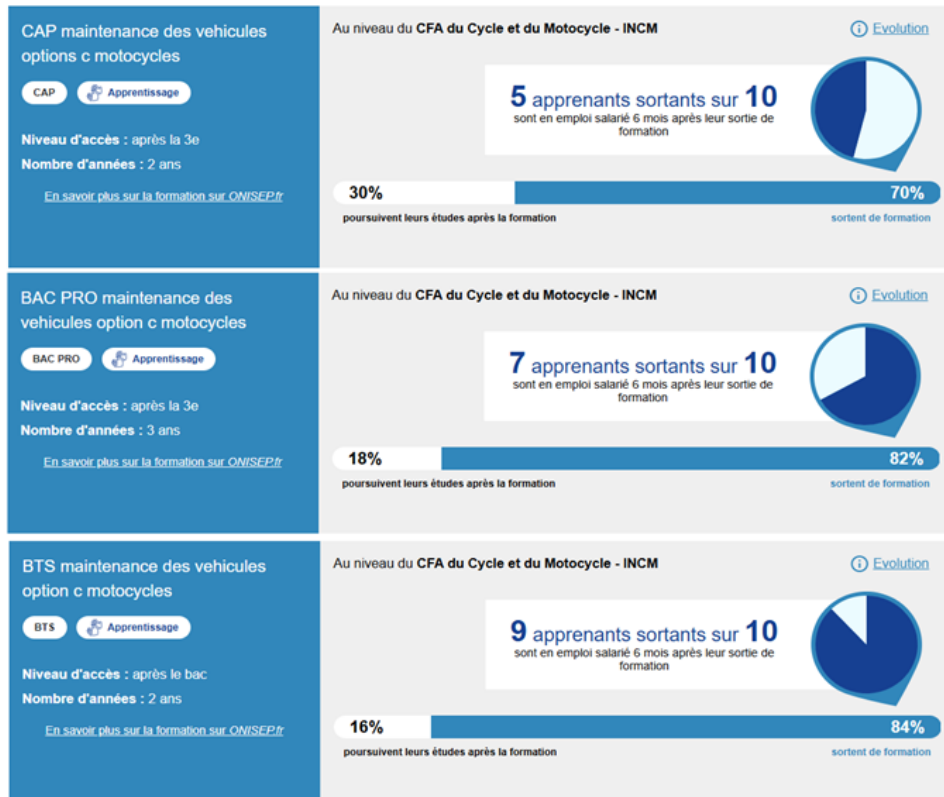 CAP maintenance des vehicules
options c motocycles
CAP
Apprentissage
Niveau d'accès : après la 3e
Nombre d'années : 2 ans
En savoir plus sur la formation sur ONISEP.fr
Au niveau du CFA du Cycle et du Motocycle - INCM
Evolution
5 apprenants sortants sur 10
sont en emploi salarié 6 mois après leur sortie de
formation
30%
70%
poursuivent leurs études après la formation
sortent de formation
BAC PRO maintenance des
vehicules option c motocycles
BAC PRO
Apprentissage
Niveau d'accès : après la 3e
Nombre d'années : 3 ans
En savoir plus sur la formation sur ONISEP.fr
Au niveau du CFA du Cycle et du Motocycle - INCM
Evolution
7 apprenants sortants sur 10
sont en emploi salarié 6 mois après leur sortie de
formation
18%
82%
poursuivent leurs études après la formation
sortent de formation
BTS maintenance des vehicules
option c motocycles
BTS
Apprentissage
Niveau d'accès : après le bac
Nombre d'années : 2 ans
En savoir plus sur la formation sur ONISEP.fr
Au niveau du CFA du Cycle et du Motocycle - INCM
Evolution
9 apprenants sortants sur 10
sont en emploi salarié 6 mois après leur sortie de
formation
16%
84%
poursuivent leurs études après la formation
sortent de formation